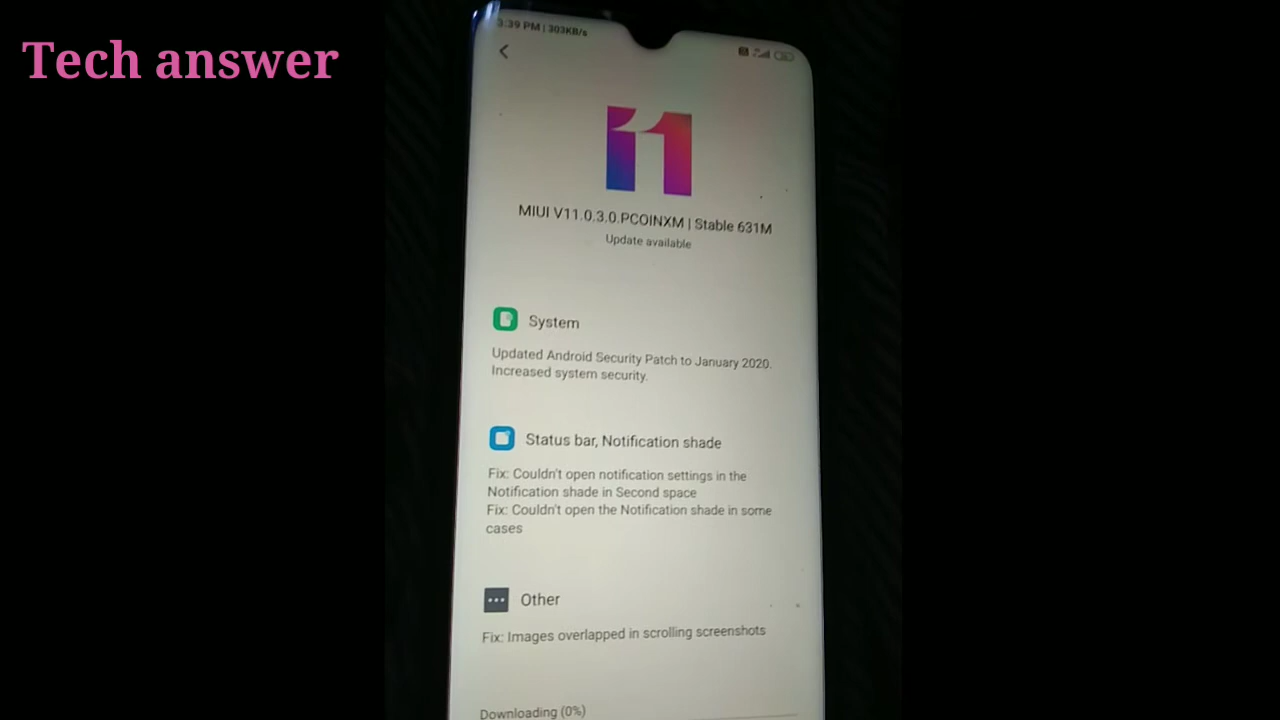 Tech answer
3:39 PM | 303KB/s
MIUI V11.0.3.0.PCOINXM | Stable 631M
Update available
System
Updated Android Security Patch to January 2020.
Increased system security.
Status bar, Notification shade
Fix: Couldn't open notification settings in the
Notification shade in Second space
Fix: Couldn't open the Notification shade in some
cases
Other
Fix: Images overlapped in scrolling screenshots
Downloading (0%)